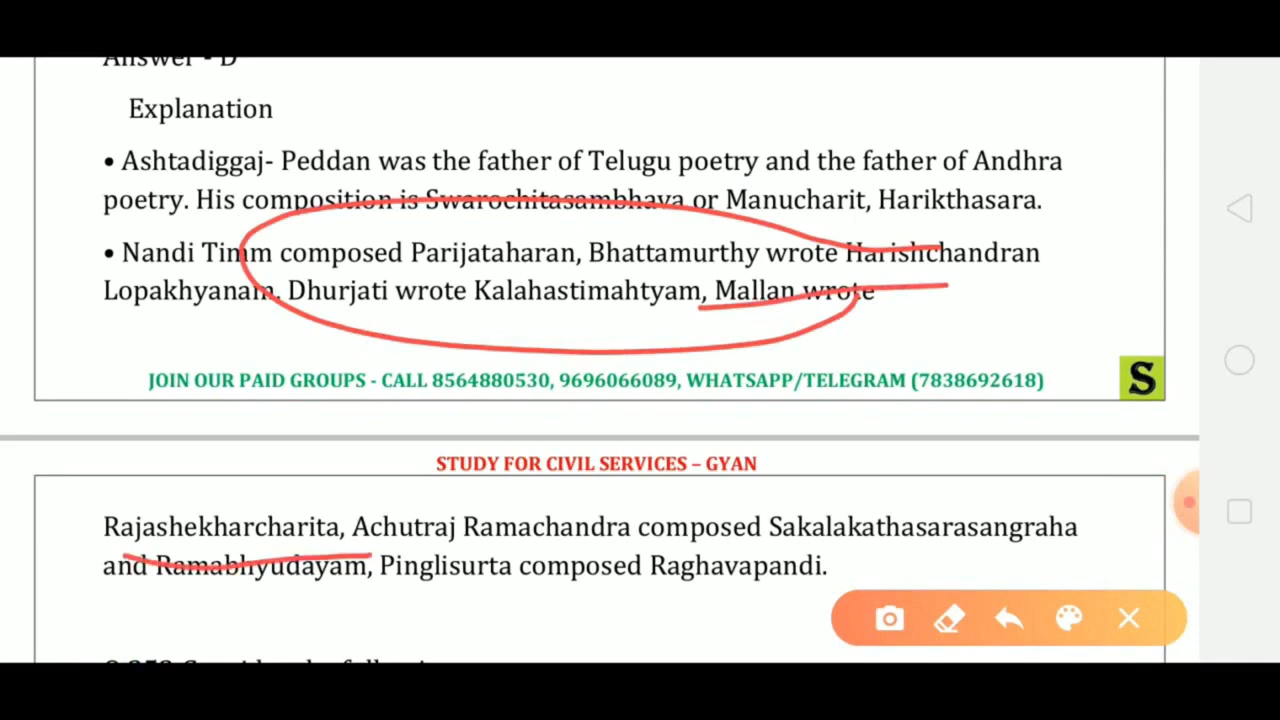 Answer - D
Explanation
• Ashtadiggaj- Peddan was the father of Telugu poetry and the father of Andhra
poetry. His composition is Swarochitasambhava or Manucharit, Harikthasara.
• Nandi Timm composed Parijataharan, Bhattamurthy wrote Harishchandran
Lopakhyanam. Dhurjati wrote Kalahastimahtyam, Mallan wrote
JOIN OUR PAID GROUPS - CALL 8564880530, 9696066089, WHATSAPP/TELEGRAM (7838692618)
S
STUDY FOR CIVIL SERVICES – GYAN
Rajashekharcharita, Achutraj Ramachandra composed Sakalakathasarasangraha
and Ramabhyudayam, Pinglisurta composed Raghavapandi.